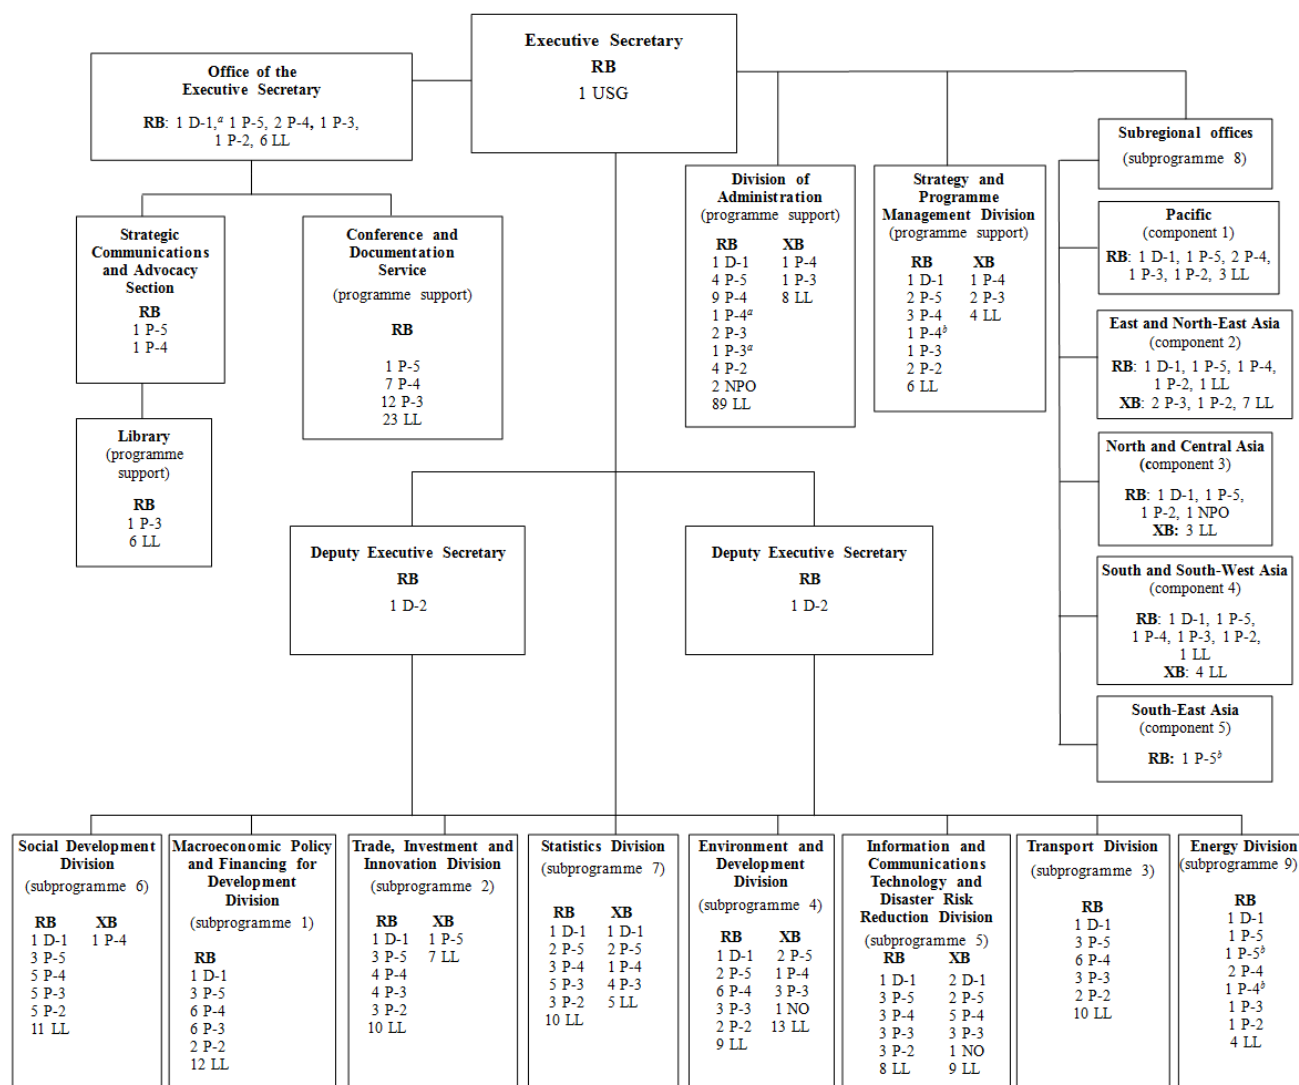 Executive Secretary
RB
1 USG
Office of the
Executive Secretary
RB: 1 D-1,a 1 P-5, 2 P-4, 1 P-3,
1 P-2, 6 LL
Strategic
Communications
and Advocacy
Section
RB
1 P-5
1 P-4
Library
(programme
support)
RB
1 P-3
6 LL
Conference and
Documentation
Service
(programme support)
RB
1 P-5
7 P-4
12 P-3
23 LL
Division of
Administration
(programme support)
RB XB
1 D-1 1 P-4
4 P-5 1 P-3
9 P-4 8 LL
1 P-4a
2 P-3
1 P-3a
4 P-2
2 NPO
89 LL
Strategy and
Programme
Management Division
(programme support)
RB XB
1 D-1 1 P-4
2 P-5 2 P-3
3 P-4 4 LL
1 P-4b
1 P-3
2 P-2
6 LL
Subregional offices
(subprogramme 8)
Pacific
(component 1)
RB: 1 D-1, 1 P-5, 2 P-4,
1 P-3, 1 P-2, 3 LL
East and North-East Asia
(component 2)
RB: 1 D-1, 1 P-5, 1 P-4,
1 P-2, 1 LL
XB: 2 P-3, 1 P-2, 7 LL
North and Central Asia
(component 3)
RB: 1 D-1, 1 P-5,
1 P-2, 1 NPO
XB: 3 LL
South and South-West Asia
(component 4)
RB: 1 D-1, 1 P-5,
1 P-4, 1 P-3, 1 P-2,
1 LL
XB: 4 LL
South-East Asia
(component 5)
RB: 1 P-5b
Deputy Executive Secretary
RB
1 D-2
Deputy Executive Secretary
RB
1 D-2
Social Development
Division
(subprogramme 6)
RB XB
1 D-1 1 P-4
3 P-5
5 P-4
5 P-3
5 P-2
11 LL
Macroeconomic Policy
and Financing for
Development
Division
(subprogramme 1)
RB
1 D-1
3 P-5
6 P-4
6 P-3
2 P-2
12 LL
Trade, Investment and
Innovation Division
(subprogramme 2)
RB XB
1 D-1 1 P-5
3 P-5 7 LL
4 P-4
4 P-3
3 P-2
10 LL
Statistics Division
(subprogramme 7)
RB XB
1 D-1 1 D-1
2 P-5 2 P-5
3 P-4 1 P-4
5 P-3 4 P-3
3 P-2 5 LL
10 LL
Environment and
Development
Division
(subprogramme 4)
RB XB
1 D-1 2 P-5
2 P-5 1 P-4
6 P-4 3 P-3
3 P-3 1 NO
2 P-2 13 LL
9 LL
Information and
Communications
Technology and
Disaster Risk
Reduction Division
(subprogramme 5)
RB XB
1 D-1 2 D-1
3 P-5 2 P-5
3 P-4 5 P-4
3 P-3 3 P-3
3 P-2 1 NO
8 LL 9 LL
Transport Division
(subprogramme 3)
RB
1 D-1
3 P-5
6 P-4
3 P-3
2 P-2
10 LL
Energy Division
(subprogramme 9)
RB
1 D-1
1 P-5
1 P-5b
2 P-4
1 P-4b
1 P-3
1 P-2
4 LL